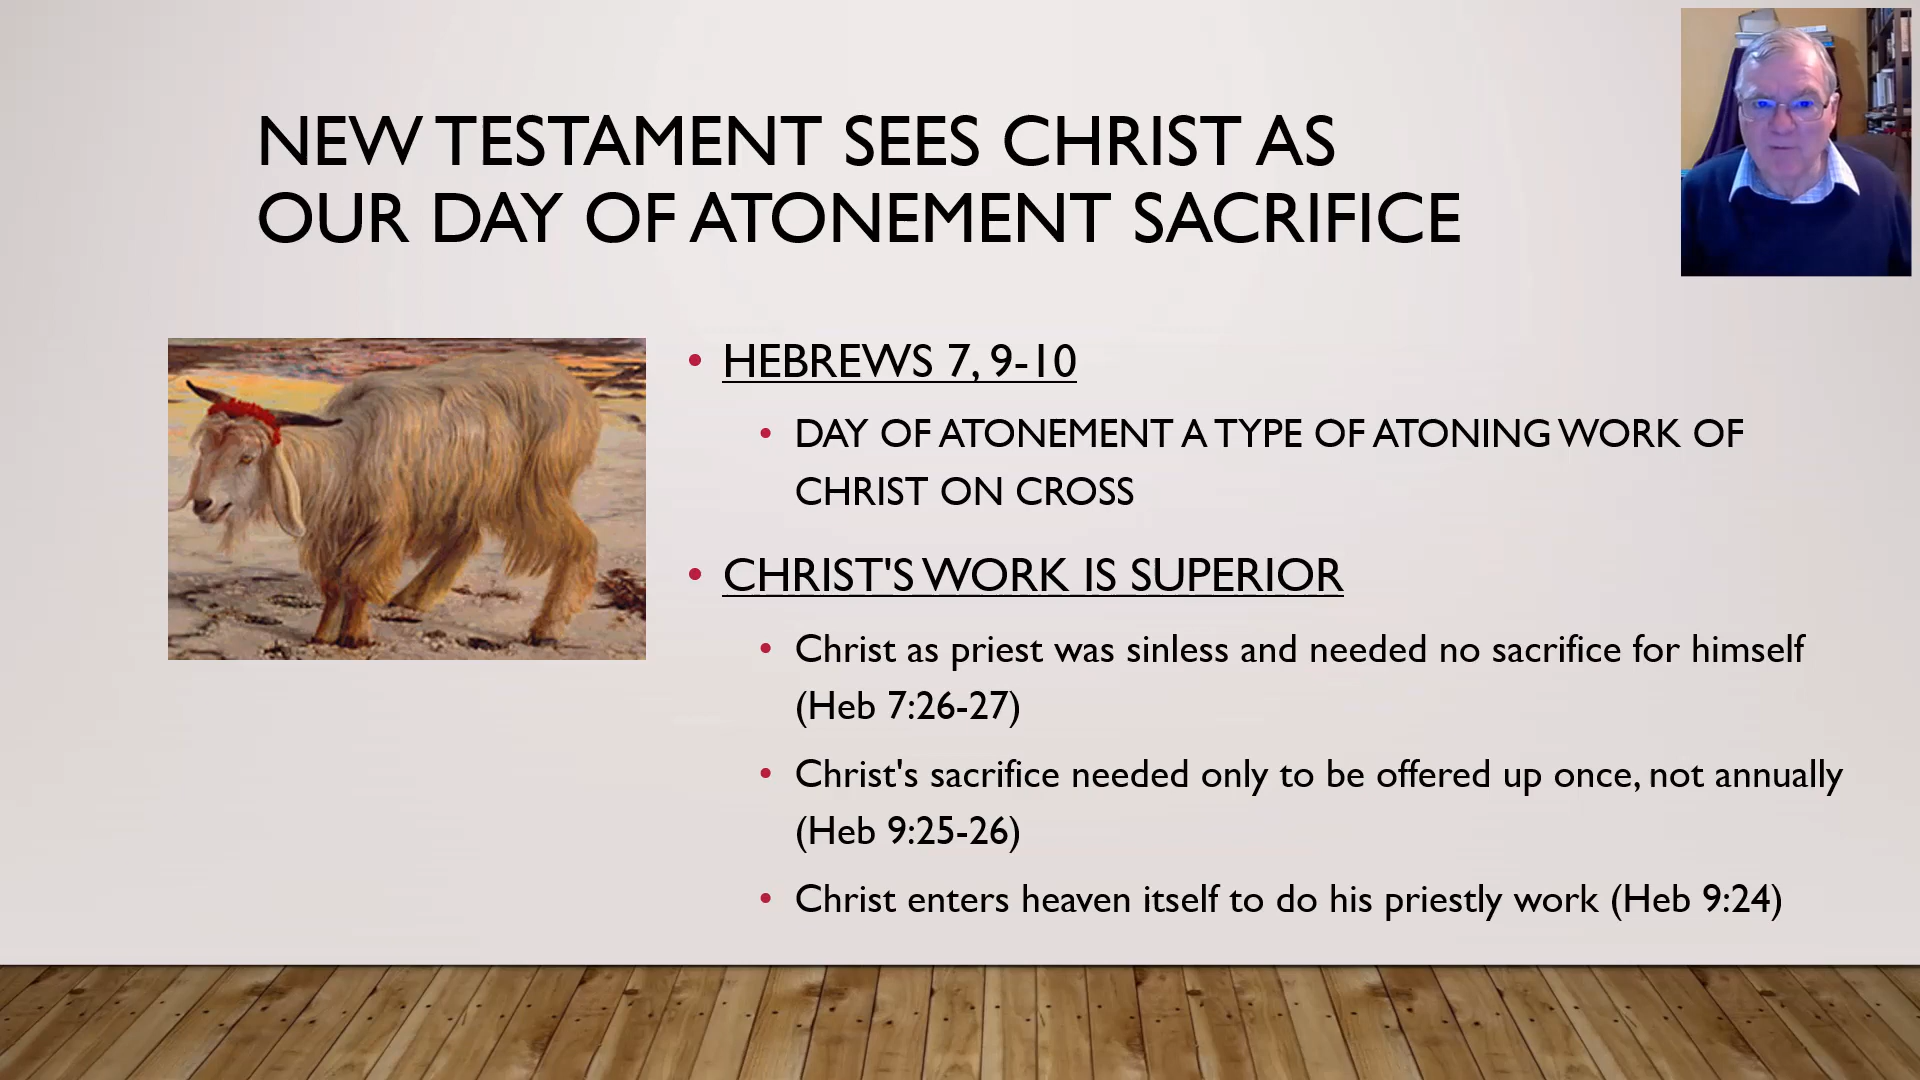 NEW TESTAMENT SEES CHRIST AS
OUR DAY OF ATONEMENT SACRIFICE
• HEBREWS 7, 9-10
• DAY OF ATONEMENT A TYPE OF ATONING WORK OF
CHRIST ON CROSS
• CHRIST'S WORK IS SUPERIOR
• Christ as priest was sinless and needed no sacrifice for himself
(Heb 7:26-27)
• Christ's sacrifice needed only to be offered up once, not annually
(Heb 9:25-26)
• Christ enters heaven itself to do his priestly work (Heb 9:24)